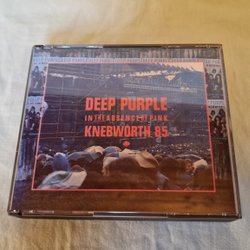 DEEP PURPLE
IN THE ABSENCE OF PINK
KNEBWORTH 85